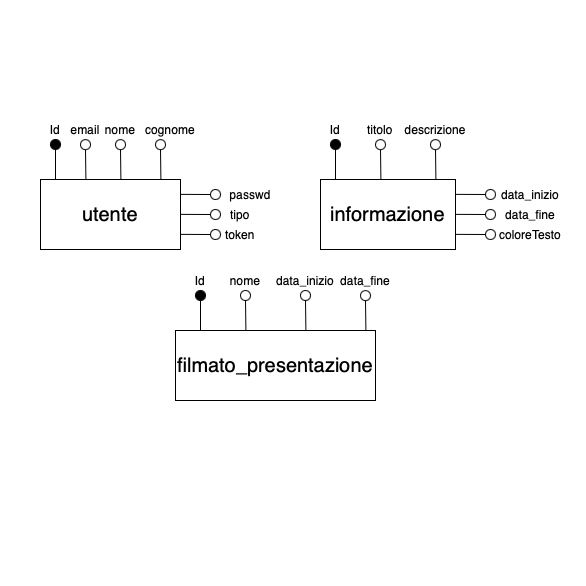 Id email nome cognome
utente
passwd
tipo
token
Id titolo descrizione
informazione
data_inizio
data_fine
coloreTesto
Id nome data_inizio data_fine
filmato_presentazione